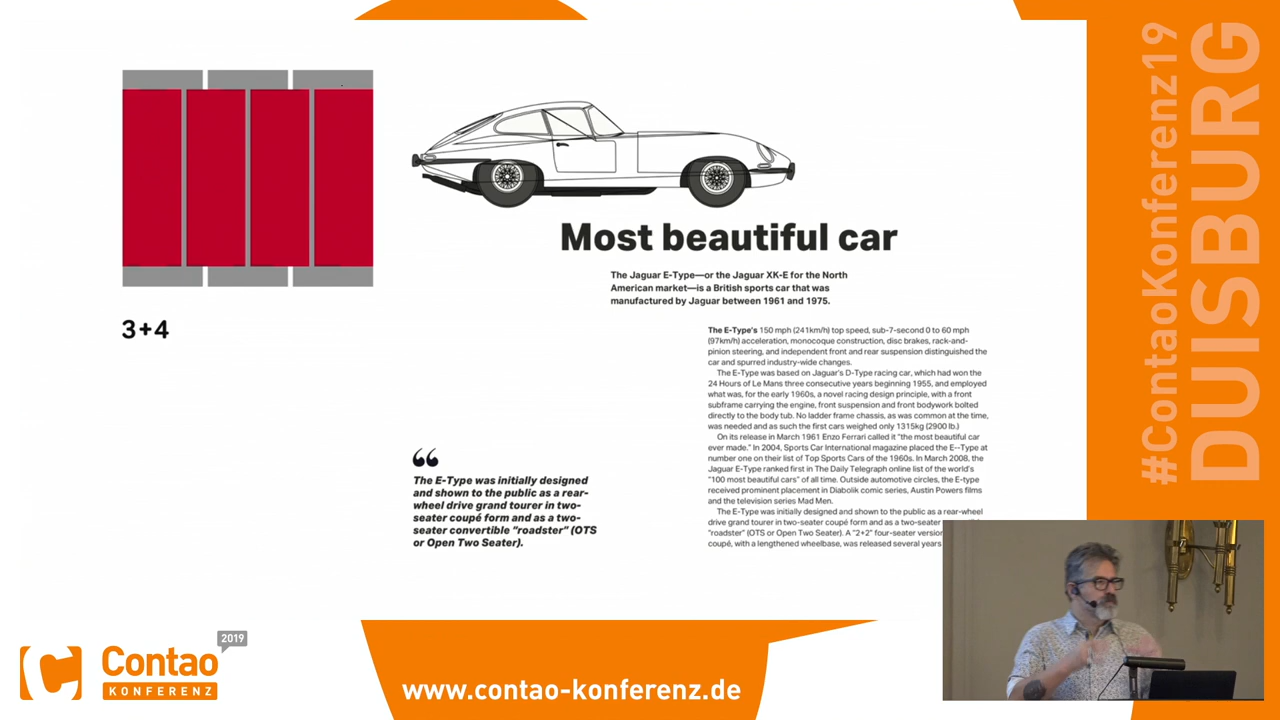 3+4
Most beautiful car
The Jaguar E-Type—or the Jaguar XK-E for the North
American market—is a British sports car that was
manufactured by Jaguar between 1961 and 1975.
The E-Type's 150 mph (241km/h) top speed, sub-7-second 0 to 60 mph
(97km/h) acceleration, monocoque construction, disc brakes, rack-and-
pinion steering, and independent front and rear suspension distinguished the
car and spurred industry-wide changes.
The E-Type was based on Jaguar's D-Type racing car, which had won the
24 Hours of Le Mans three consecutive years beginning 1955, and employed
what was, for the early 1960s, a novel racing design principle, with a front
subframe carrying the engine, front suspension and front bodywork bolted
directly to the body tub. No ladder frame chassis, as was common at the time,
was needed and as such the first cars weighed only 1315kg (2900 lb.)
On its release in March 1961 Enzo Ferrari called it "the most beautiful car
ever made." In 2004, Sports Car International magazine placed the E--Type at
number one on their list of Top Sports Cars of the 1960s. In March 2008, the
Jaguar E-Type ranked first in The Daily Telegraph online list of the world's
"100 most beautiful cars" of all time. Outside automotive circles, the E-type
received prominent placement in Diabolik comic series, Austin Powers films
and the television series Mad Men.
The E-Type was initially designed and shown to the public as a rear-wheel
drive grand tourer in two-seater coupé form and as a two-seater
"roadster" (OTS or Open Two Seater). A "2+2" four-seater version
coupé, with a lengthened wheelbase, was released several years
“
The E-Type was initially designed
and shown to the public as a rear-
wheel drive grand tourer in two-
seater coupé form and as a two-
seater convertible "roadster" (OTS
or Open Two Seater).
#ContaoKonferenz19
DUISBURG
2019
Contao
KONFERENZ
www.contao-konferenz.de